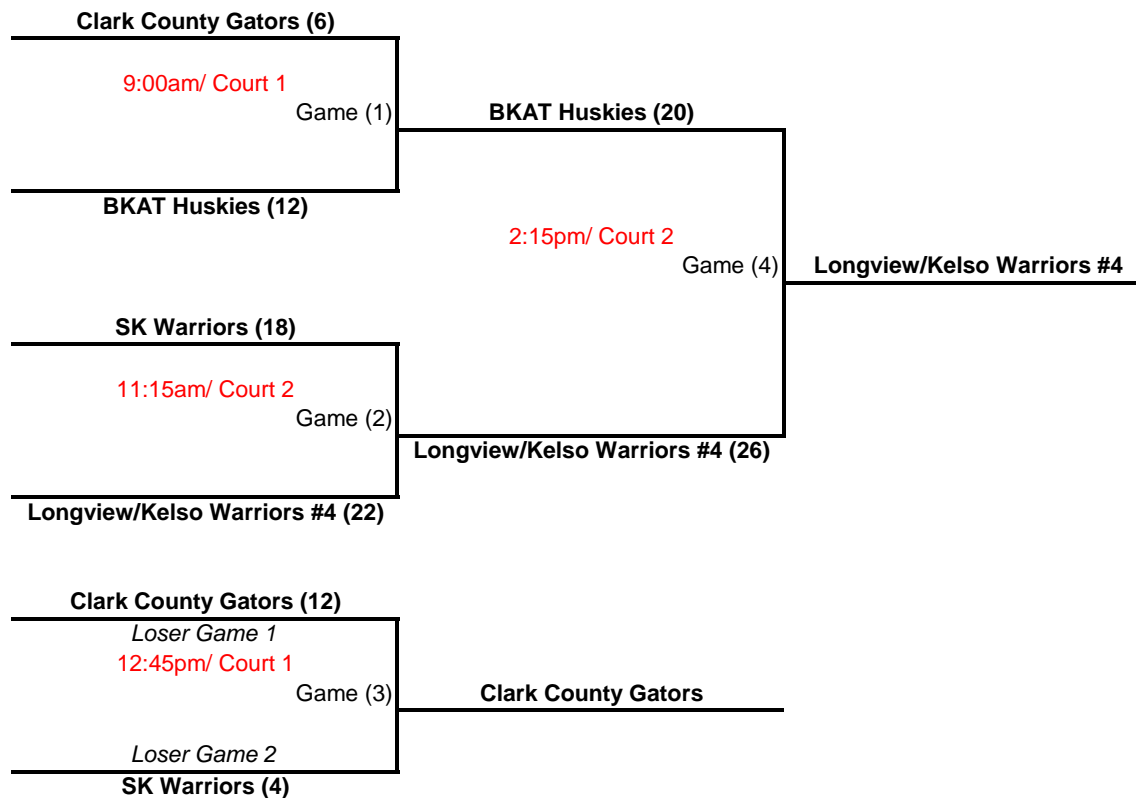 Clark County Gators (6)
9:00am/ Court 1
Game (1)
BKAT Huskies (20)
BKAT Huskies (12)
2:15pm/ Court 2
Game (4)
Longview/Kelso Warriors #4
SK Warriors (18)
11:15am/ Court 2
Game (2)
Longview/Kelso Warriors #4 (26)
Longview/Kelso Warriors #4 (22)
Clark County Gators (12)
Loser Game 1
12:45pm/ Court 1
Game (3)
Clark County Gators
Loser Game 2
SK Warriors (4)